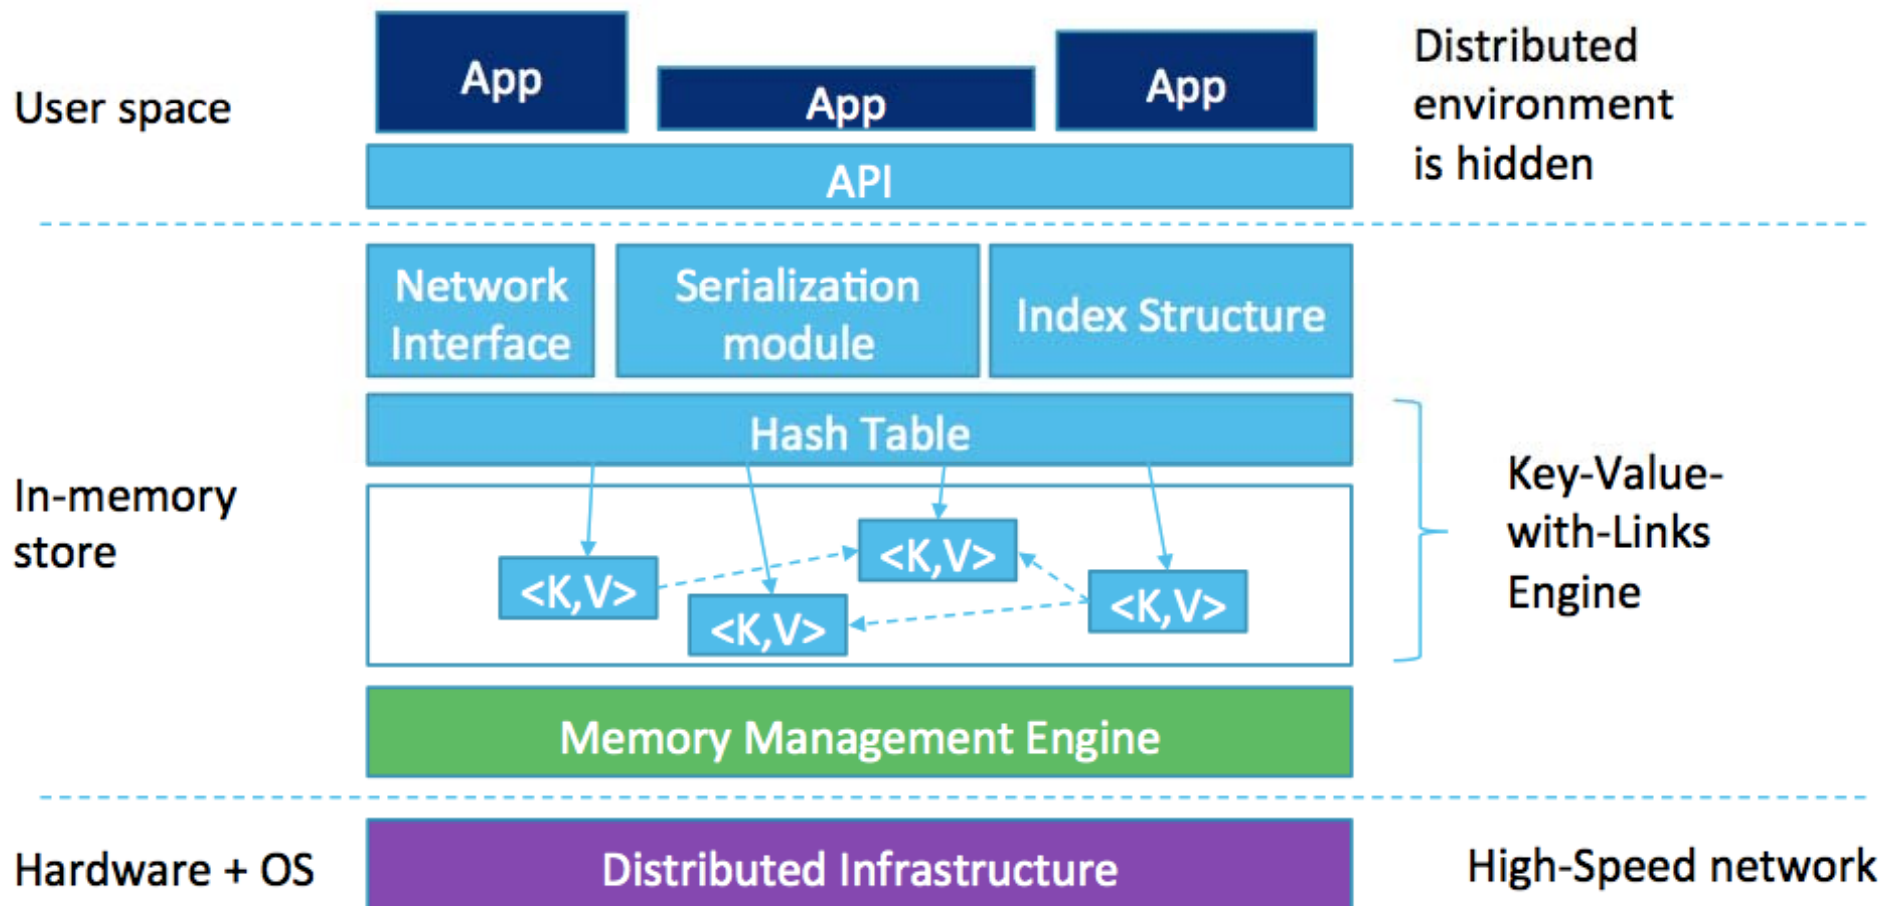 User space
App
App
App
Distributed
environment
is hidden
API
Network
Interface
Serialization
module
Index Structure
Hash Table
In-memory
store
<K,V>
<K,V>
<K,V>
<K,V>
Key-Value-
with-Links
Engine
Memory Management Engine
Hardware + OS
Distributed Infrastructure
High-Speed network